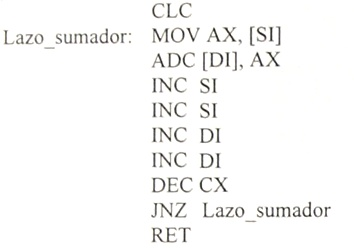 CLC
Lazo_sumador: MOV AX, [SI]
ADC [DI], AX
INC SI
INC SI
INC DI
INC DI
DEC CX
JNZ Lazo_sumador
RET